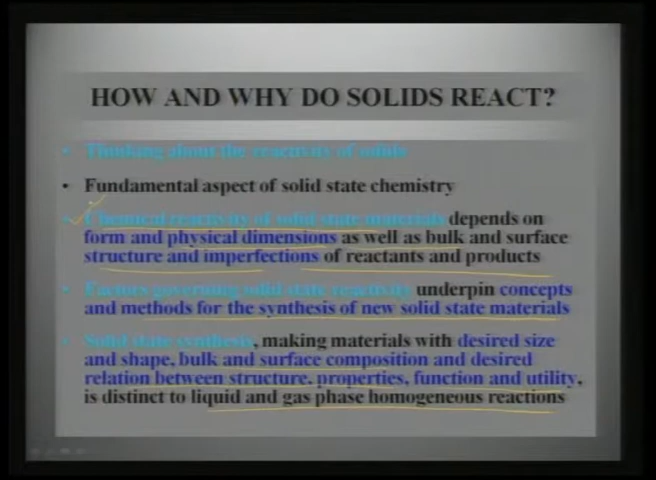 HOW AND WHY DO SOLIDS REACT?
• Thinking about the reactivity of solids
• Fundamental aspect of solid state chemistry
Chemical reactivity of solid state materials depends on
form and physical dimensions as well as bulk and surface
structure and imperfections of reactants and products
• Factors governing solid state reactivity underpin concepts
and methods for the synthesis of new solid state materials
• Solid state synthesis, making materials with desired size
and shape, bulk and surface composition and desired
relation between structure, properties, function and utility,
is distinct to liquid and gas phase homogeneous reactions